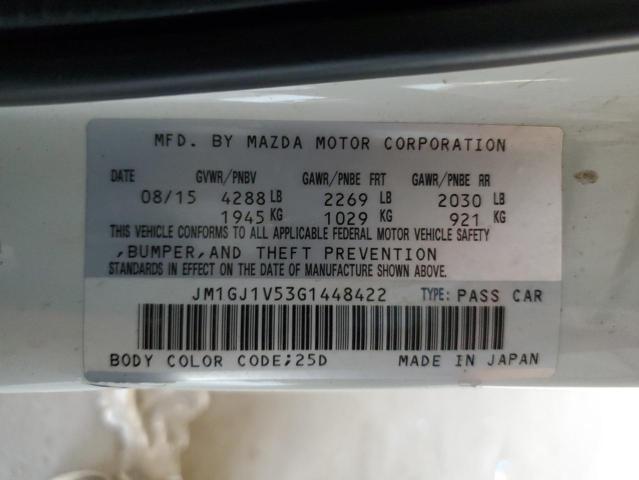 MFD. BY MAZDA MOTOR CORPORATION
DATE GVWR/PNBV GAWR/PNBE FRT GAWR/PNBE RR
08/15 4288 LB 2269 LB 2030 LB
1945 KG 1029 KG 921 KG
THIS VEHICLE CONFORMS TO ALL APPLICABLE FEDERAL MOTOR VEHICLE SAFETY
,BUMPER,AND THEFT PREVENTION
STANDARDS IN EFFECT ON THE DATE OF MANUFACTURE SHOWN ABOVE.
JM1GJ1V53G1448422 TYPE: PASS CAR
BODY COLOR CODE;25D MADE IN JAPAN